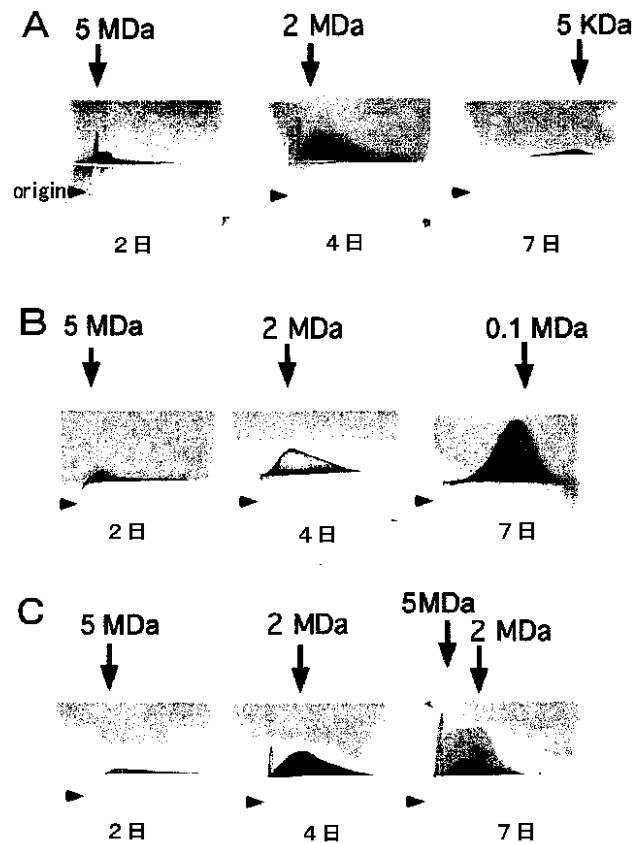 A
5 MDa 2 MDa 5 KDa
origin
2日 4日 7日
B
5 MDa 2 MDa 0.1 MDa
2日 4日 7日
C
5 MDa 2 MDa 5MDa 2 MDa
2日 4日 7日